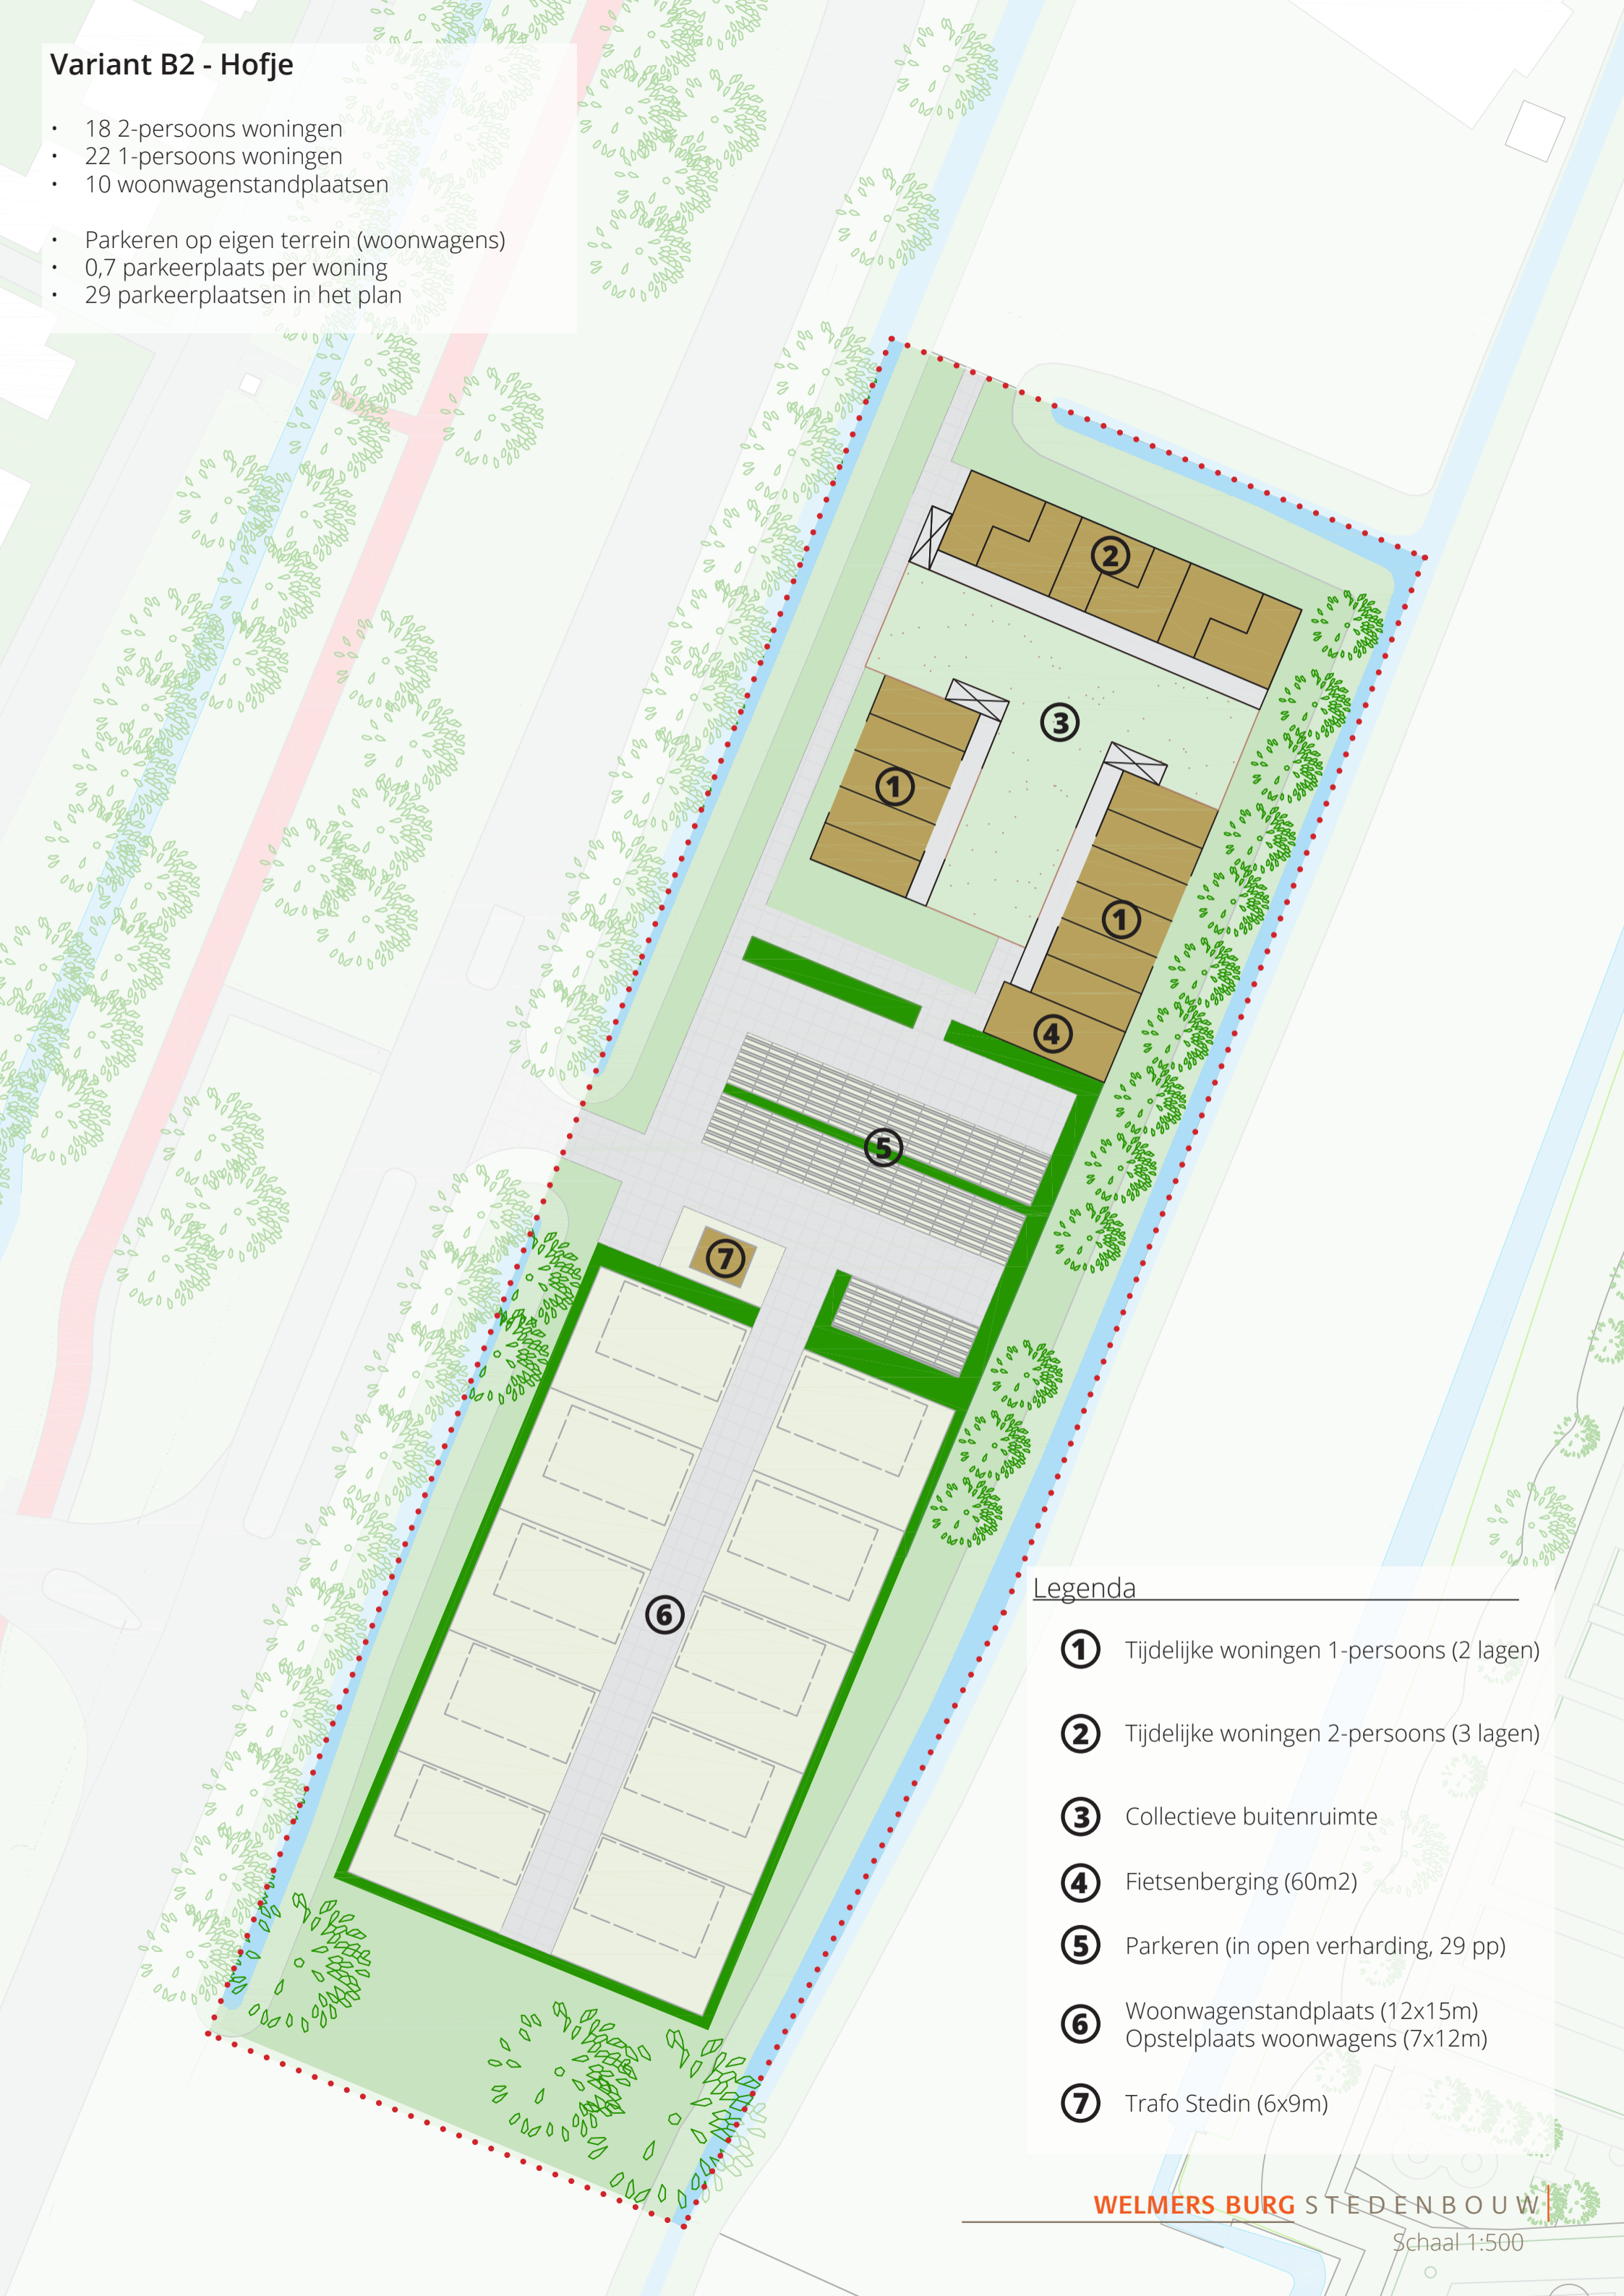 Variant B2 - Hofje
• 18 2-persoons woningen
• 22 1-persoons woningen
• 10 woonwagenstandplaatsen
• Parkeren op eigen terrein (woonwagens)
• 0,7 parkeerplaats per woning
• 29 parkeerplaatsen in het plan
2
3
1
1
4
5
7
6
Legenda
1 Tijdelijke woningen 1-persoons (2 lagen)
2 Tijdelijke woningen 2-persoons (3 lagen)
3 Collectieve buitenruimte
4 Fietsenberging (60m2)
5 Parkeren (in open verharding, 29 pp)
6 Woonwagenstandplaats (12x15m)
Opstelplaats woonwagens (7x12m)
7 Trafo Stedin (6x9m)
WELMERS BURG STEDENBOUW
Schaal 1:500